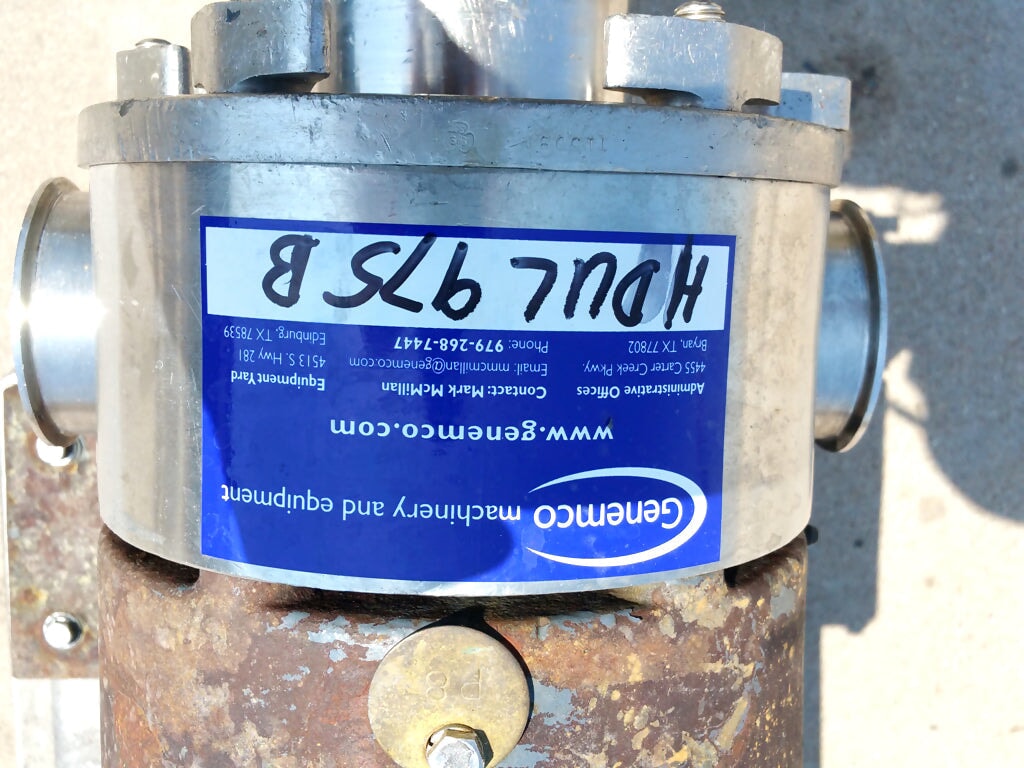 P 8
Genemco machinery and equipment
www.genemco.com
Administrative Offices
4455 Carter Creek Pkwy.
Bryan, TX 77802
Contact: Mark McMillan
Email: mmcmillan@genemco.com
Phone: 979-268-7447
Equipment Yard
4513 S. Hwy 281
Edinburg, TX 78539
HDUL 975 B